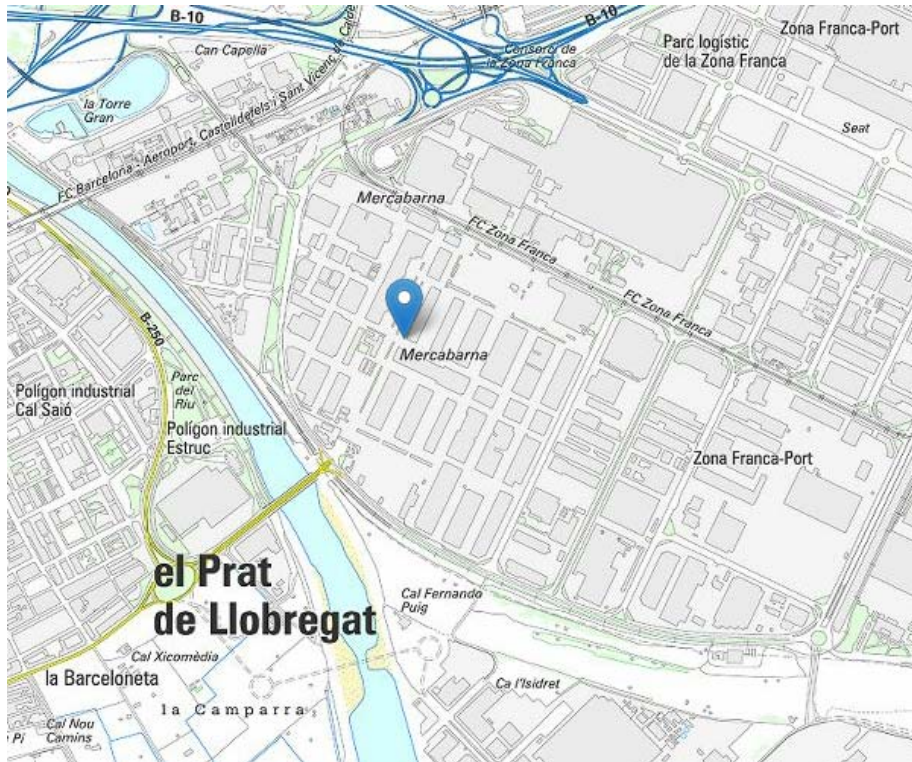 B-10
B-10
Can Capella
Consorci de
la Zona Franca
Parc logístic
de la Zona Franca
Zona Franca-Port
la Torre
Gran
Seat
FC Barcelona - Aeroport, Castelldefels i Sant Vicenç de Calde
Mercabarna
FC Zona Franca
FC Zona Franca
B-250
Mercabarna
Polígon industrial
Cal Saió
Parc
del
Riu
Polígon industrial
Estruc
Zona Franca-Port
el Prat
de Llobregat
Cal Fernando
Puig
Cal Xicomèdia
la Barceloneta
Ca l'Isidret
la Camparra
Cal Nou
Camins
Pi